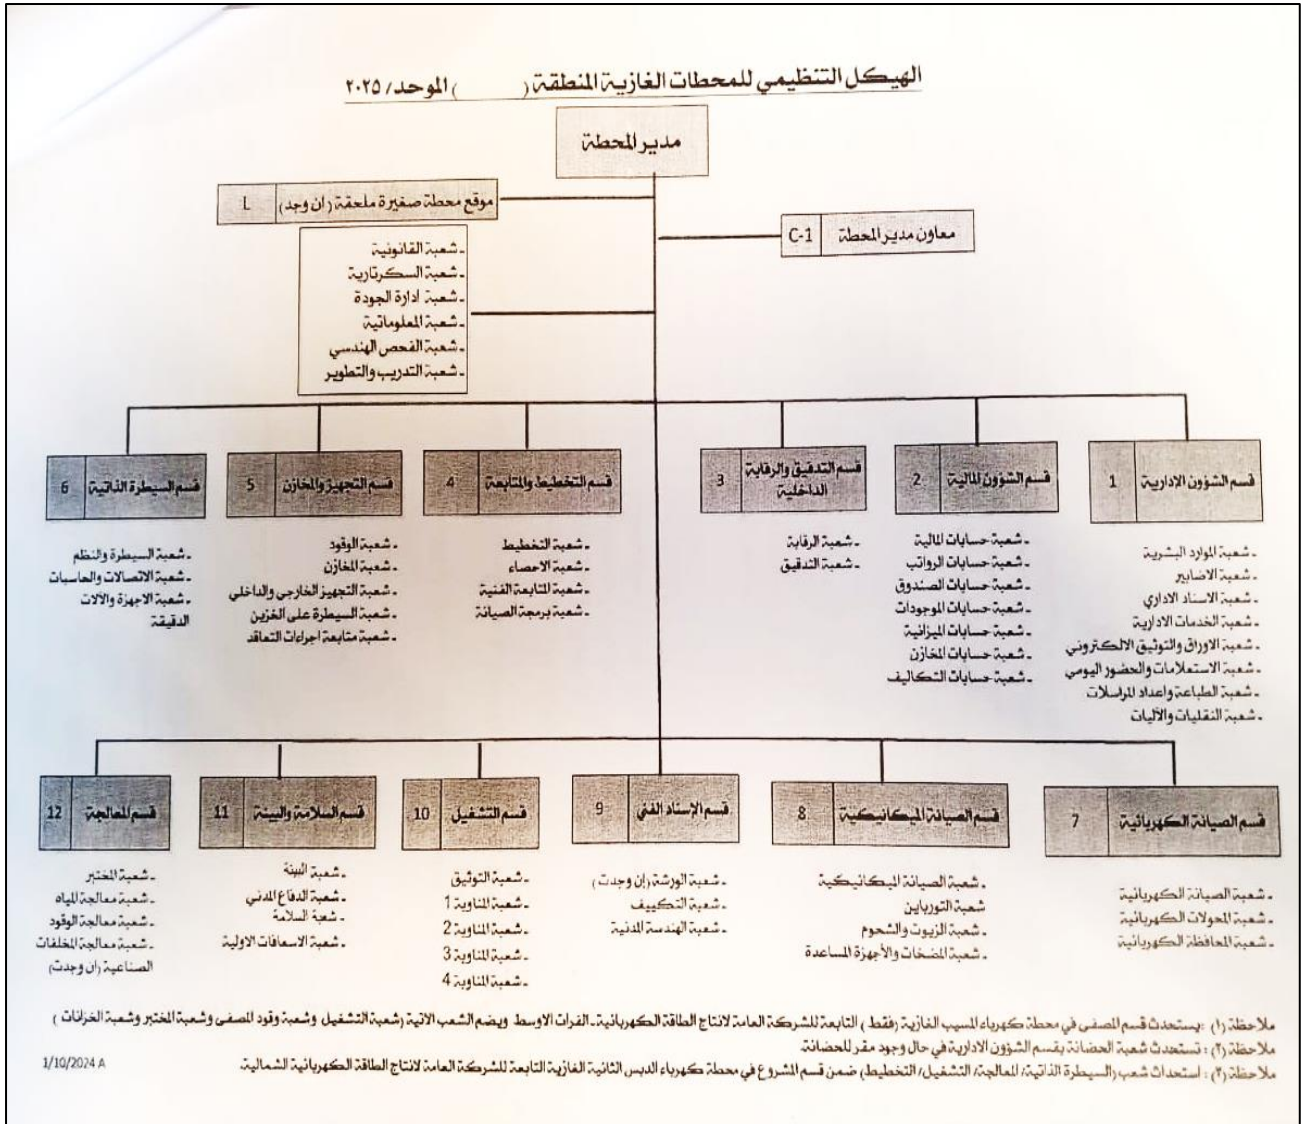 الهيكل التنظيمي للمحطات الغازية المنطقة (          ) الموحد/ ٢٠٢٥
مدير المحطة
موقع محطة صغيرة ملحقة (ان وجد) L
معاون مدير المحطة C-1
ـ شعبة القانونية
ـ شعبة السكرتارية
ـ شعبة ادارة الجودة
ـ شعبة المعلوماتية
ـ شعبة الفحص الهندسي
ـ شعبة التدريب والتطوير
قسم الشؤون الإدارية 1
ـ شعبة الموارد البشرية
ـ شعبة الاضابير
ـ شعبة الاسناد الاداري
ـ شعبة الخدمات الادارية
ـ شعبة الاوراق والتوثيق الالكتروني
ـ شعبة الاستعلامات والحضور اليومي
ـ شعبة الطباعة واعداد المراسلات
ـ شعبة النقليات والآليات
قسم الشؤون المالية 2
ـ شعبة حسابات المالية
ـ شعبة حسابات الرواتب
ـ شعبة حسابات الصندوق
ـ شعبة حسابات الموجودات
ـ شعبة حسابات الميزانية
ـ شعبة حسابات المخازن
ـ شعبة حسابات التكاليف
قسم التدقيق والرقابة
الداخلية 3
ـ شعبة الرقابة
ـ شعبة التدقيق
قسم التخطيط والمتابعة 4
ـ شعبة التخطيط
ـ شعبة الاحصاء
ـ شعبة المتابعة الفنية
ـ شعبة برمجة الصيانة
قسم التجهيز والمخازن 5
ـ شعبة الوقود
ـ شعبة المخازن
ـ شعبة التجهيز الخارجي والداخلي
ـ شعبة السيطرة على الخزين
ـ شعبة متابعة اجراءات التعاقد
قسم السيطرة الذاتية 6
ـ شعبة السيطرة والنظم
ـ شعبة الاتصالات والحاسبات
ـ شعبة الاجهزة والآلات
الدقيقة
قسم الصيانة الكهربائية 7
ـ شعبة الصيانة الكهربائية
ـ شعبة المحولات الكهربائية
ـ شعبة المحافظة الكهربائية
قسم الصيانة الميكانيكية 8
ـ شعبة الصيانة الميكانيكية
شعبة التورباين
ـ شعبة الزيوت والشحوم
ـ شعبة المضخات والأجهزة المساعدة
قسم الإسناد الفني 9
ـ شعبة الورشة (إن وجدت)
ـ شعبة التكييف
ـ شعبة الهندسة المدنية
قسم التشغيل 10
ـ شعبة التوثيق
ـ شعبة المناوبة 1
ـ شعبة المناوبة 2
ـ شعبة المناوبة 3
ـ شعبة المناوبة 4
قسم السلامة والبيئة 11
ـ شعبة البيئة
ـ شعبة الدفاع المدني
ـ شعبة السلامة
ـ شعبة الاسعافات الاولية
قسم المعالجة 12
ـ شعبة المختبر
ـ شعبة معالجة المياه
ـ شعبة معالجة الوقود
ـ شعبة معالجة المخلفات
الصناعية (ان وجدت)
ملاحظة (١) : يستحدث قسم المصفى في محطة كهرباء المسيب الغازية (فقط) التابعة للشركة العامة لانتاج الطاقة الكهربائية ـ الفرات الاوسط ويضم الشعب الاتية (شعبة التشغيل وشعبة وقود المصفى وشعبة المختبر وشعبة الخزانات )
ملاحظة (٢) : تستحدث شعبة الحضانة بقسم الشؤون الادارية في حال وجود مقر للحضانة.
ملاحظة (٣) : استحداث شعب (السيطرة الذاتية/ المعالجة/ التشغيل/ التخطيط) ضمن قسم المشروع في محطة كهرباء الدبس الثانية الغازية التابعة للشركة العامة لانتاج الطاقة الكهربائية الشمالية.
1/10/2024 A